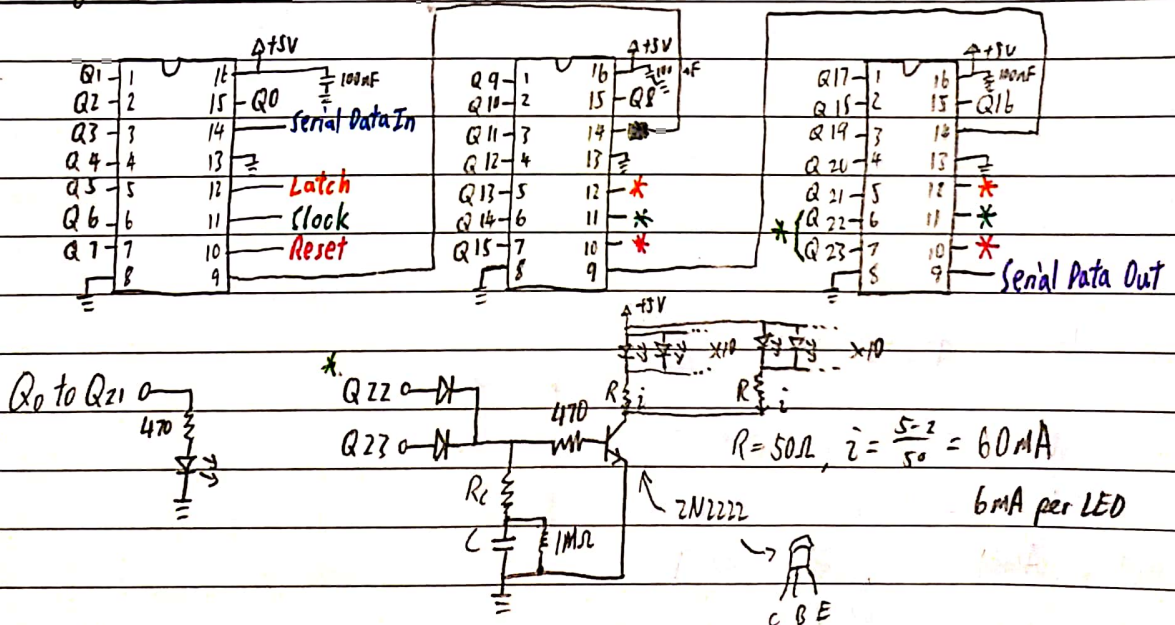 +5V
Q1 1 16 100nF
Q2 2 15 Q0
Q3 3 14 Serial Data In
Q4 4 13
Q5 5 12 Latch
Q6 6 11 Clock
Q7 7 10 Reset
8 9
+5V
Q9 1 16
Q10 2 15 Q8
Q11 3 14
Q12 4 13
Q13 5 12 *
Q14 6 11 *
Q15 7 10 *
8 9
+5V
Q17 1 16 100nF
Q18 2 15 Q16
Q19 3 14
Q20 4 13
Q21 5 12 *
* Q22 6 11 *
Q23 7 10 *
8 9 Serial Data Out
Q0 to Q21
470
*
Q22
Q23
470
Rc
C
1MΩ
+5V
... x10
... x10
R i
R i
2N2222
C B E
R = 50Ω, i = 5-2/50 = 60mA
6mA per LED